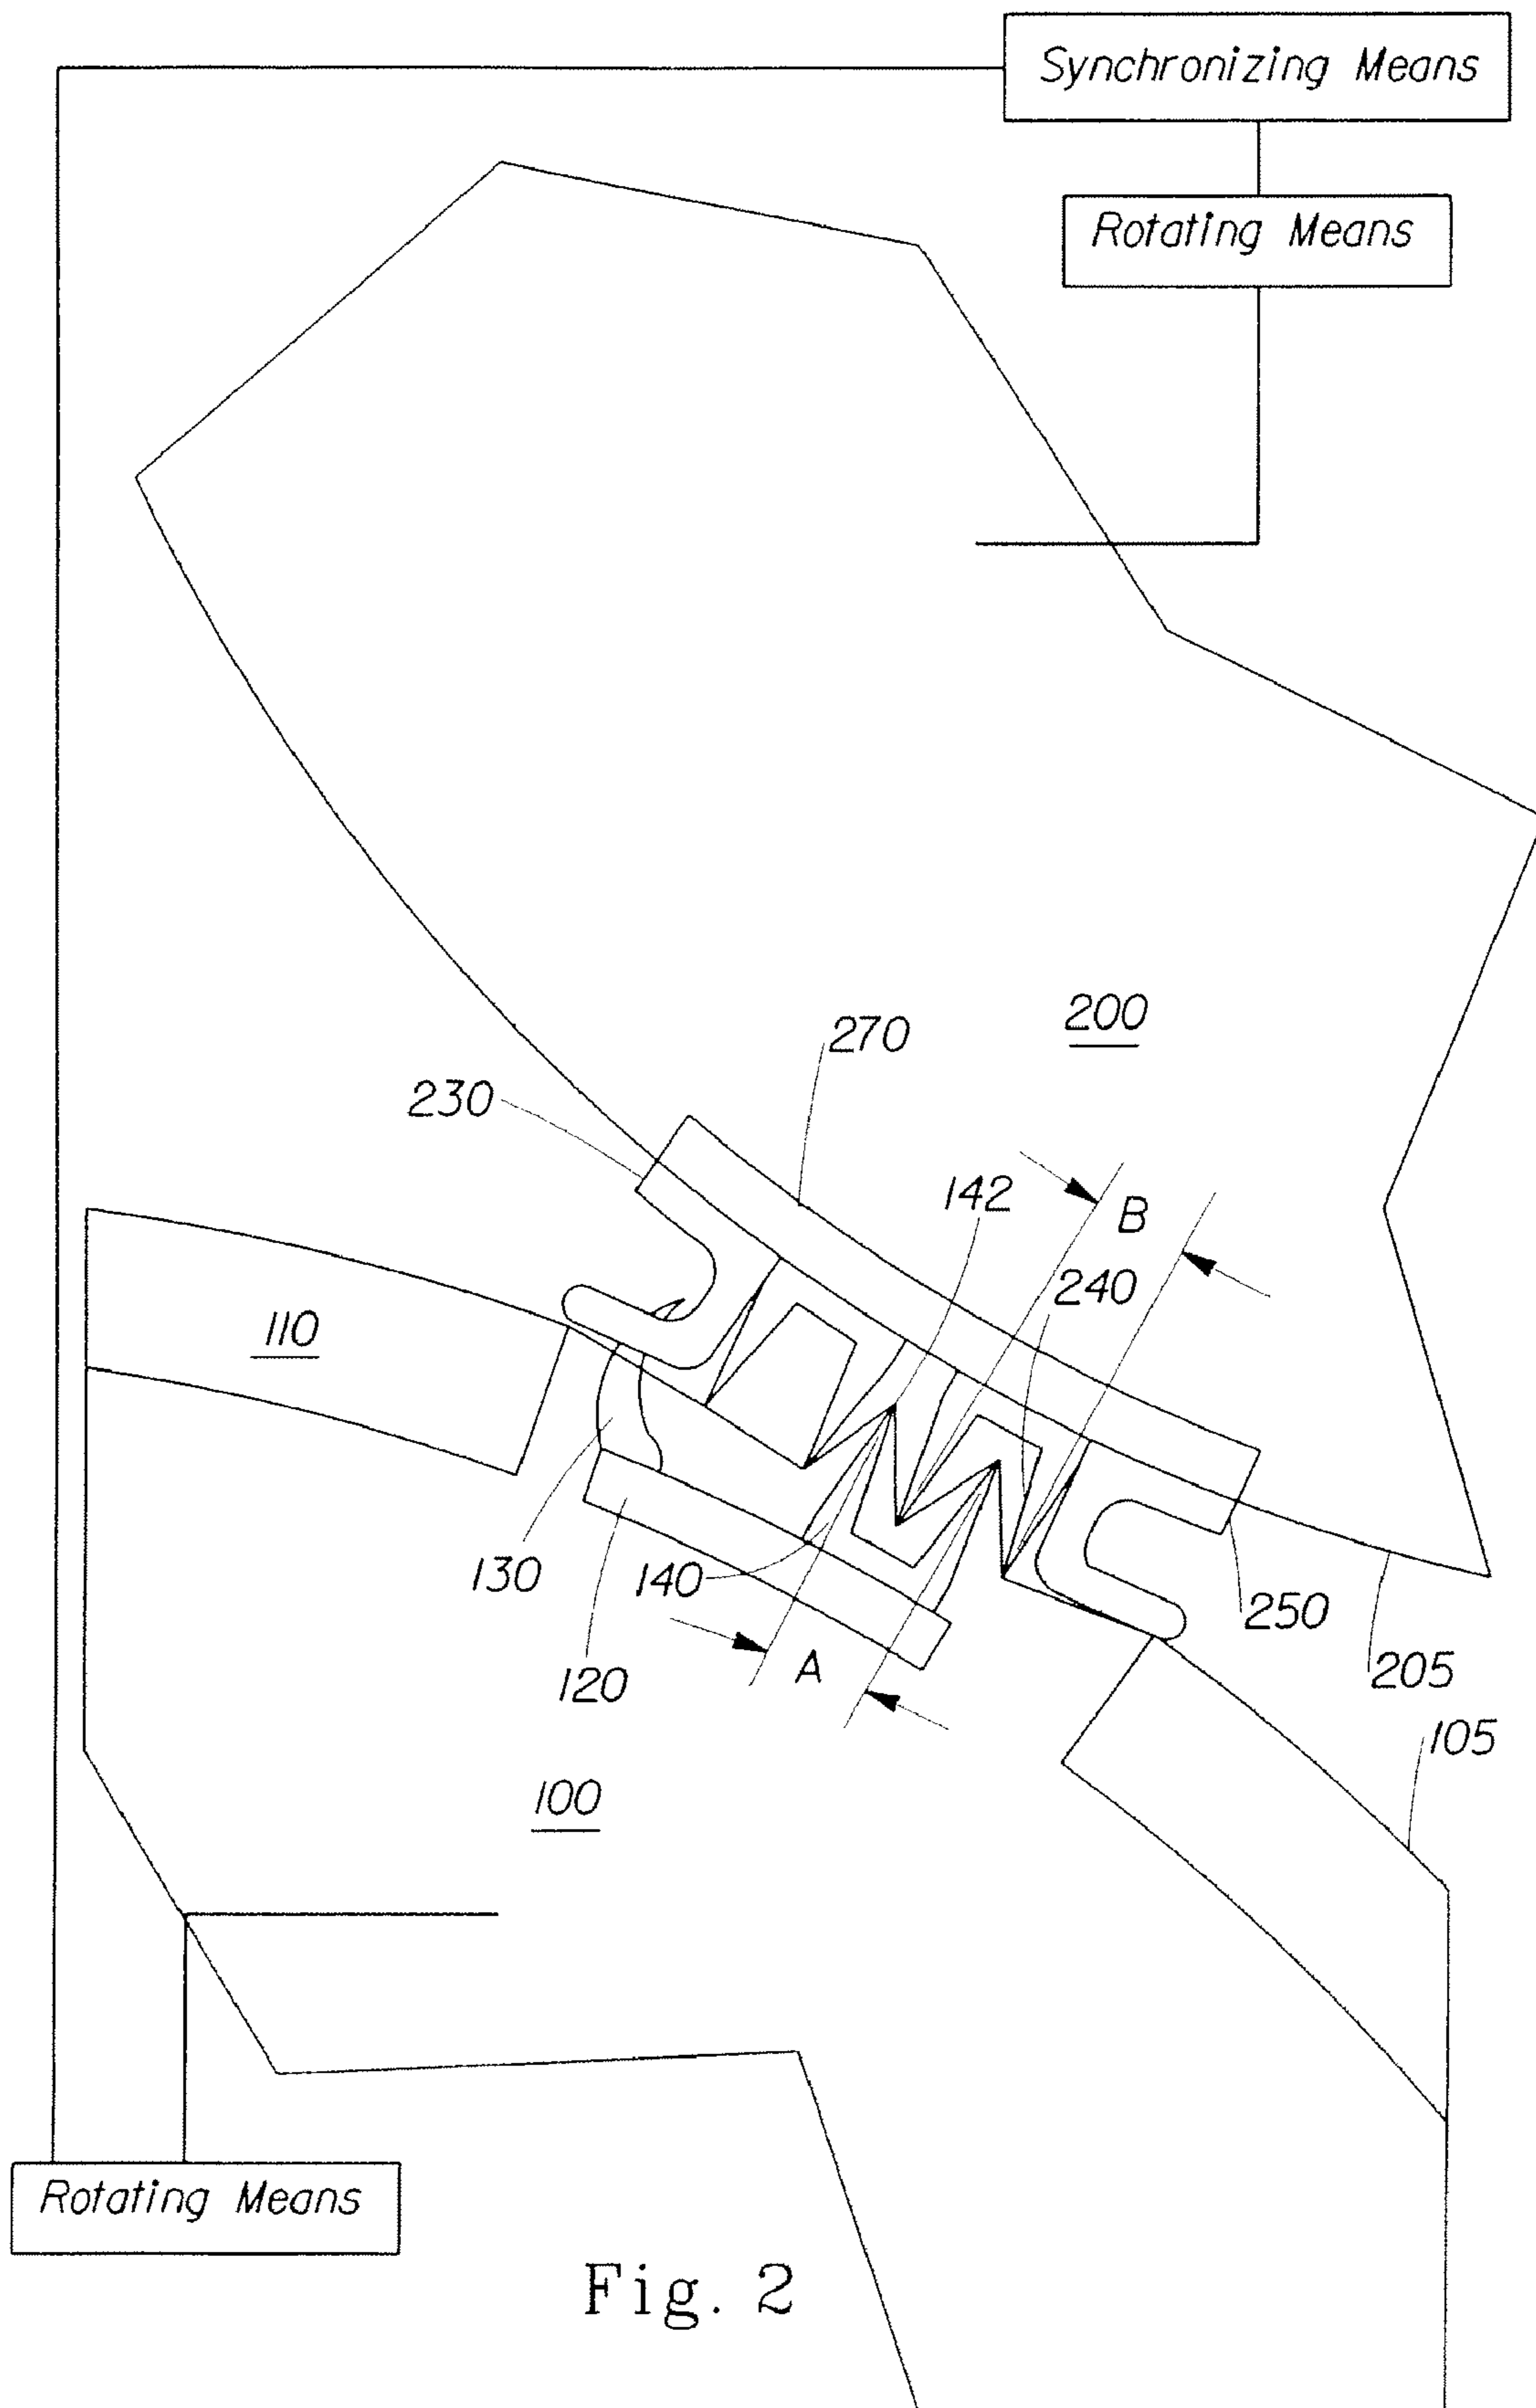 Synchronizing Means
Rotating Means
200
270
230
142
B
240
110
130
140
250
120
A
205
105
100
Rotating Means
Fig. 2